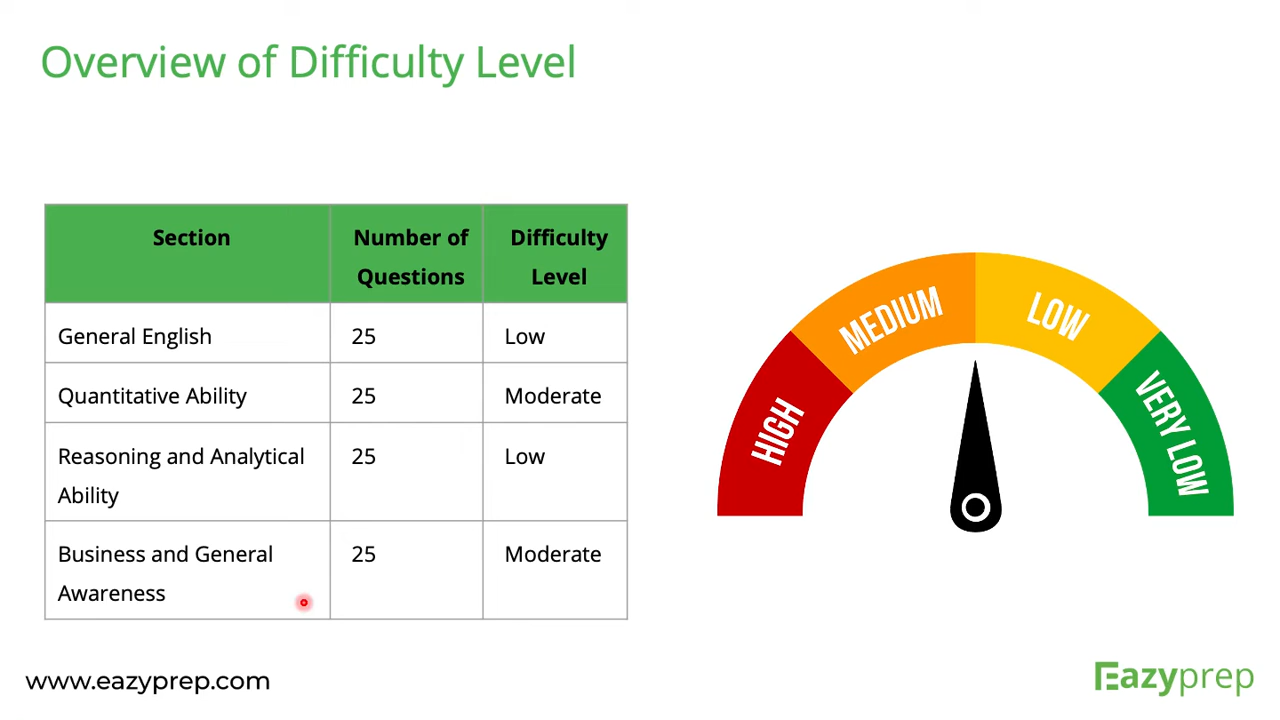 Overview of Difficulty Level
Section
Number of
Questions
Difficulty
Level
General English
25
Low
Quantitative Ability
25
Moderate
Reasoning and Analytical
Ability
25
Low
Business and General
Awareness
25
Moderate
HIGH
MEDIUM
LOW
VERY LOW
www.eazyprep.com
Eazyprep